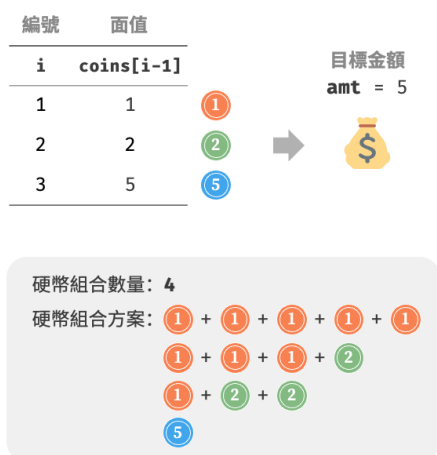 編號 面值
i coins[i-1]
1 1 1
2 2 2
3 5 5
目標金額
amt = 5
$
硬幣組合數量：4
硬幣組合方案：1 + 1 + 1 + 1 + 1
1 + 1 + 1 + 2
1 + 2 + 2
5